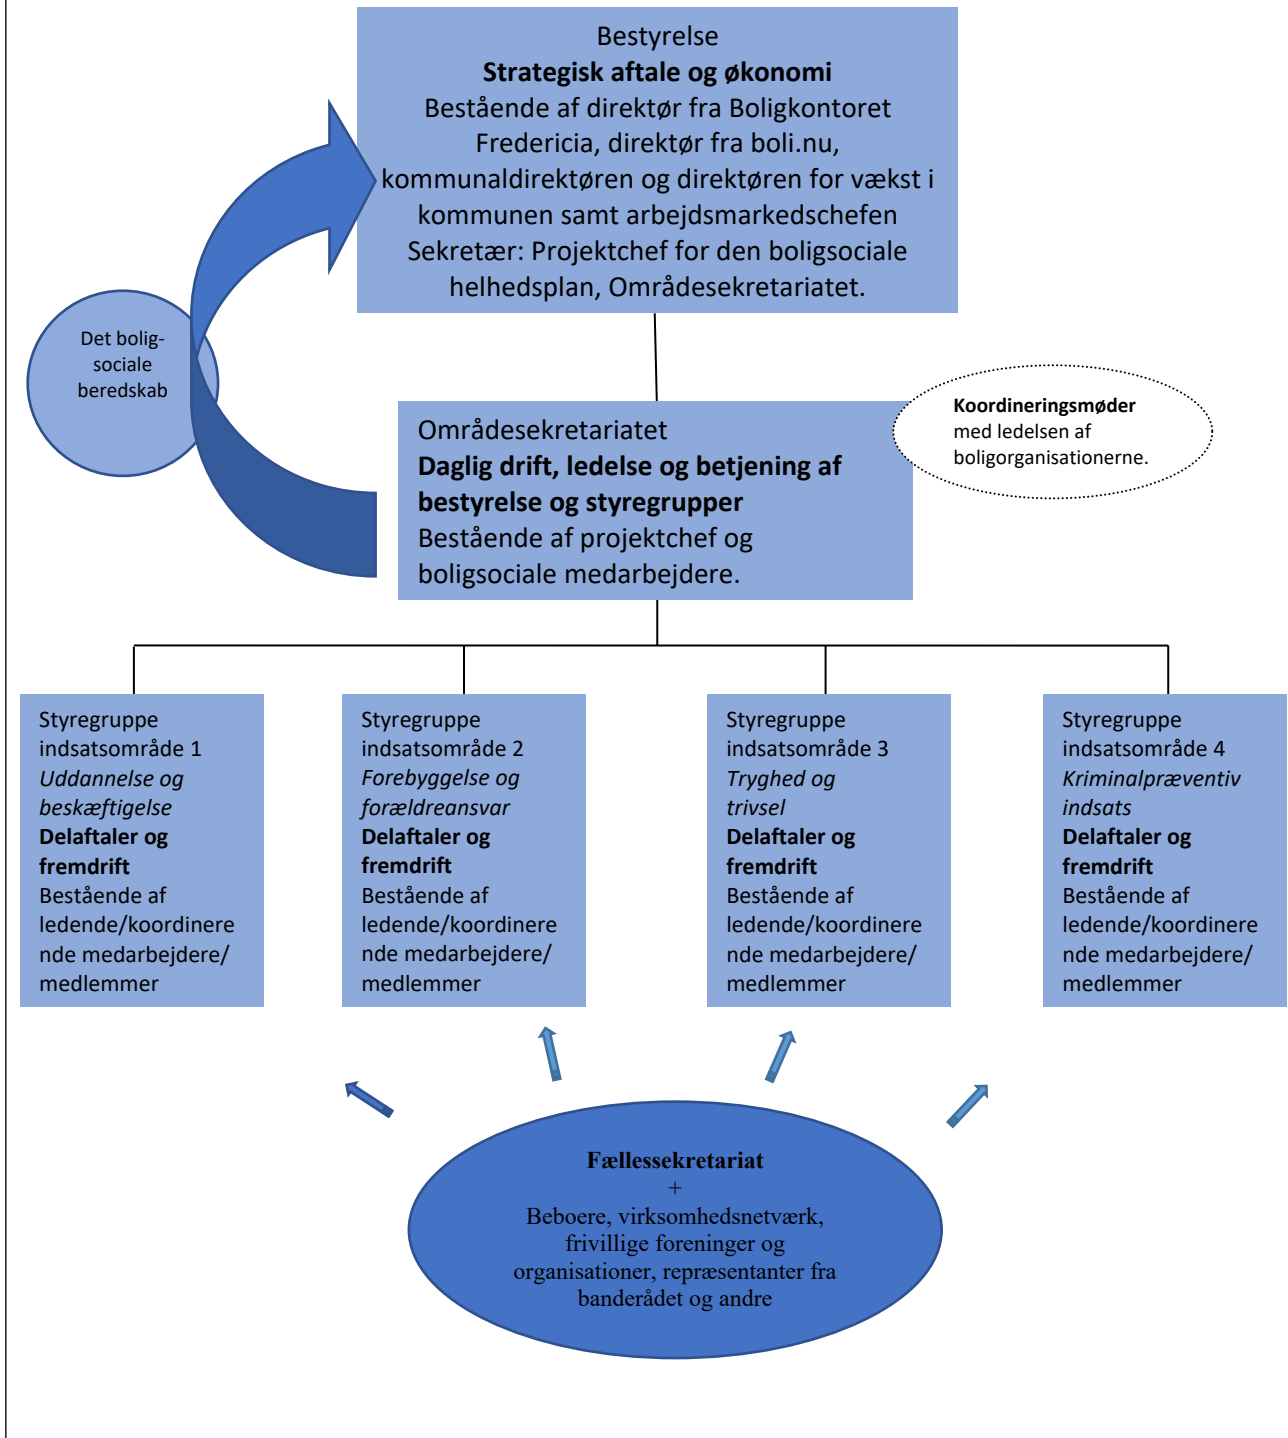 Bestyrelse
Strategisk aftale og økonomi
Bestående af direktør fra Boligkontoret
Fredericia, direktør fra boli.nu,
kommunaldirektøren og direktøren for vækst i
kommunen samt arbejdsmarkedschefen
Sekretær: Projektchef for den boligsociale
helhedsplan, Områdesekretariatet.
Det bolig-
sociale
beredskab
Koordineringsmøder
med ledelsen af
boligorganisationerne.
Områdesekretariatet
Daglig drift, ledelse og betjening af
bestyrelse og styregrupper
Bestående af projektchef og
boligsociale medarbejdere.
Styregruppe
indsatsområde 1
Uddannelse og
beskæftigelse
Delaftaler og
fremdrift
Bestående af
ledende/koordinere
nde medarbejdere/
medlemmer
Styregruppe
indsatsområde 2
Forebyggelse og
forældreansvar
Delaftaler og
fremdrift
Bestående af
ledende/koordinere
nde medarbejdere/
medlemmer
Styregruppe
indsatsområde 3
Tryghed og
trivsel
Delaftaler og
fremdrift
Bestående af
ledende/koordinere
nde medarbejdere/
medlemmer
Styregruppe
indsatsområde 4
Kriminalpræventiv
indsats
Delaftaler og
fremdrift
Bestående af
ledende/koordinere
nde medarbejdere/
medlemmer
Fællessekretariat
+
Beboere, virksomhedsnetværk,
frivillige foreninger og
organisationer, repræsentanter fra
banderådet og andre